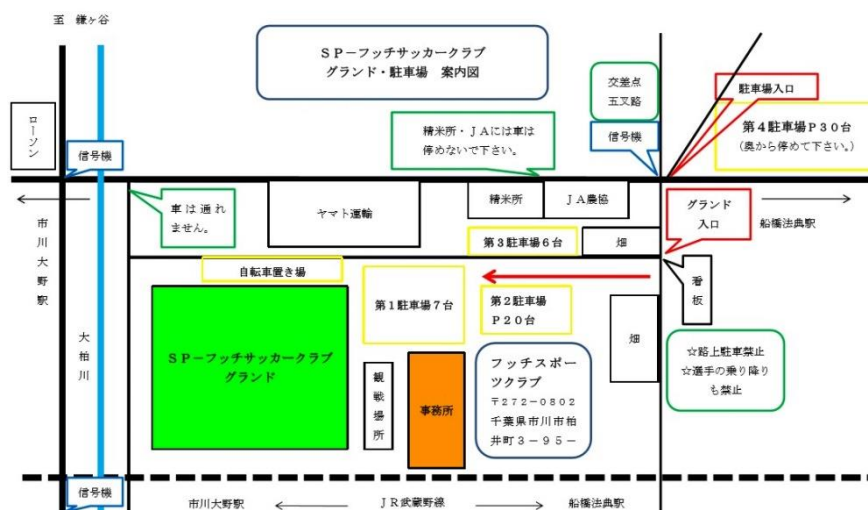 至　鎌ヶ谷
ＳＰ－フッチサッカークラブ
グランド・駐車場　案内図
交差点
五叉路
駐車場入口
ローソン
信号機
精米所・ＪＡには車は
停めないで下さい。
信号機
第４駐車場Ｐ３０台
（奥から停めて下さい。）
車は通れ
ません。
ヤマト運輸
精米所
ＪＡ農協
グランド
入口
市川大野駅
船橋法典駅
第３駐車場６台
畑
自転車置き場
看板
第１駐車場７台
第２駐車場
Ｐ２０台
畑
大柏川
ＳＰ－フッチサッカークラブ
グランド
観戦場所
事務所
フッチスポー
ツクラブ
〒２７２－０８０２
千葉県市川市柏
井町３－９５－
☆路上駐車禁止
☆選手の乗り降り
も禁止
信号機
市川大野駅
ＪＲ武蔵野線
船橋法典駅